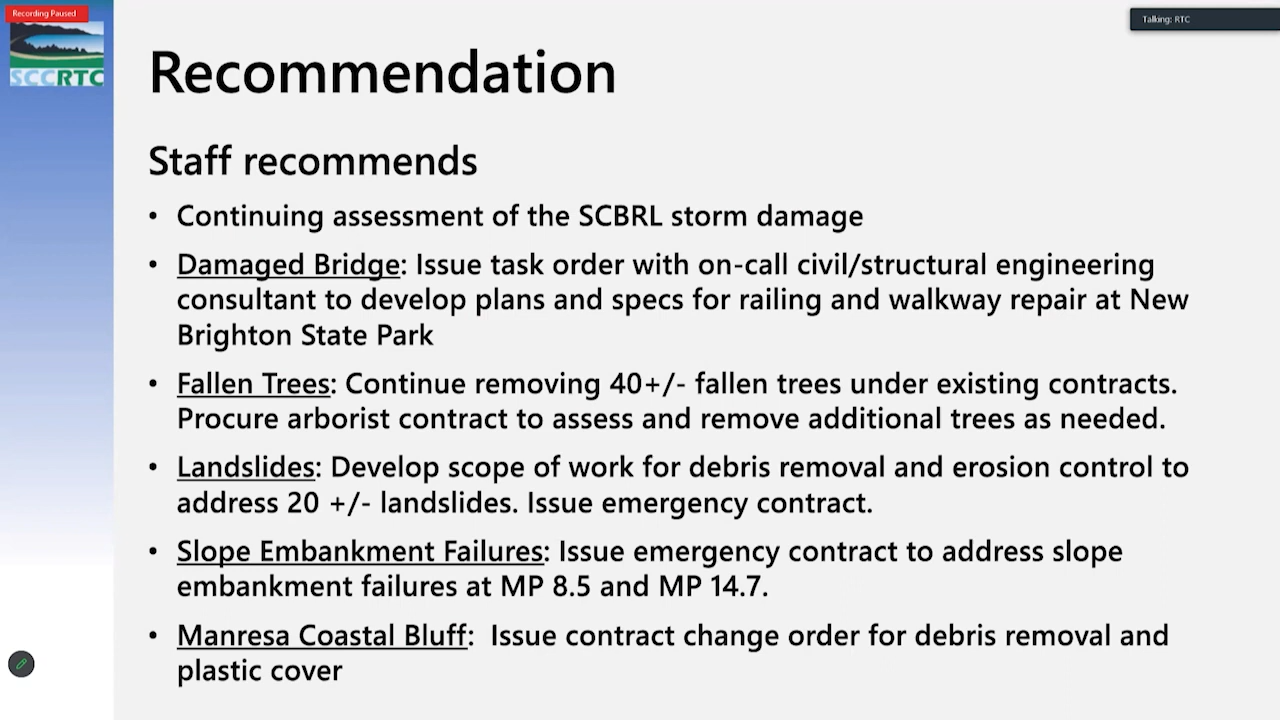 Recording Paused
Talking: RTC
SCCRTC
Recommendation
Staff recommends
• Continuing assessment of the SCBRL storm damage
• Damaged Bridge: Issue task order with on-call civil/structural engineering
consultant to develop plans and specs for railing and walkway repair at New
Brighton State Park
• Fallen Trees: Continue removing 40+/- fallen trees under existing contracts.
Procure arborist contract to assess and remove additional trees as needed.
• Landslides: Develop scope of work for debris removal and erosion control to
address 20 +/- landslides. Issue emergency contract.
• Slope Embankment Failures: Issue emergency contract to address slope
embankment failures at MP 8.5 and MP 14.7.
• Manresa Coastal Bluff:  Issue contract change order for debris removal and
plastic cover